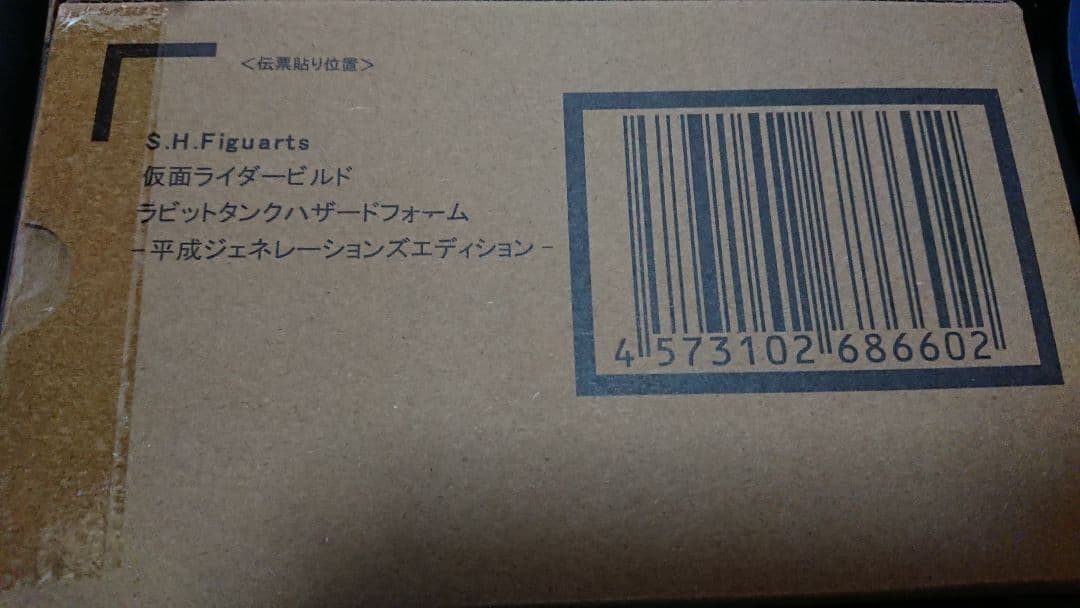 ＜伝票貼り位置＞
S.H.Figuarts
仮面ライダービルド
ラビットタンクハザードフォーム
-平成ジェネレーションズエディション-
4 573102 686602